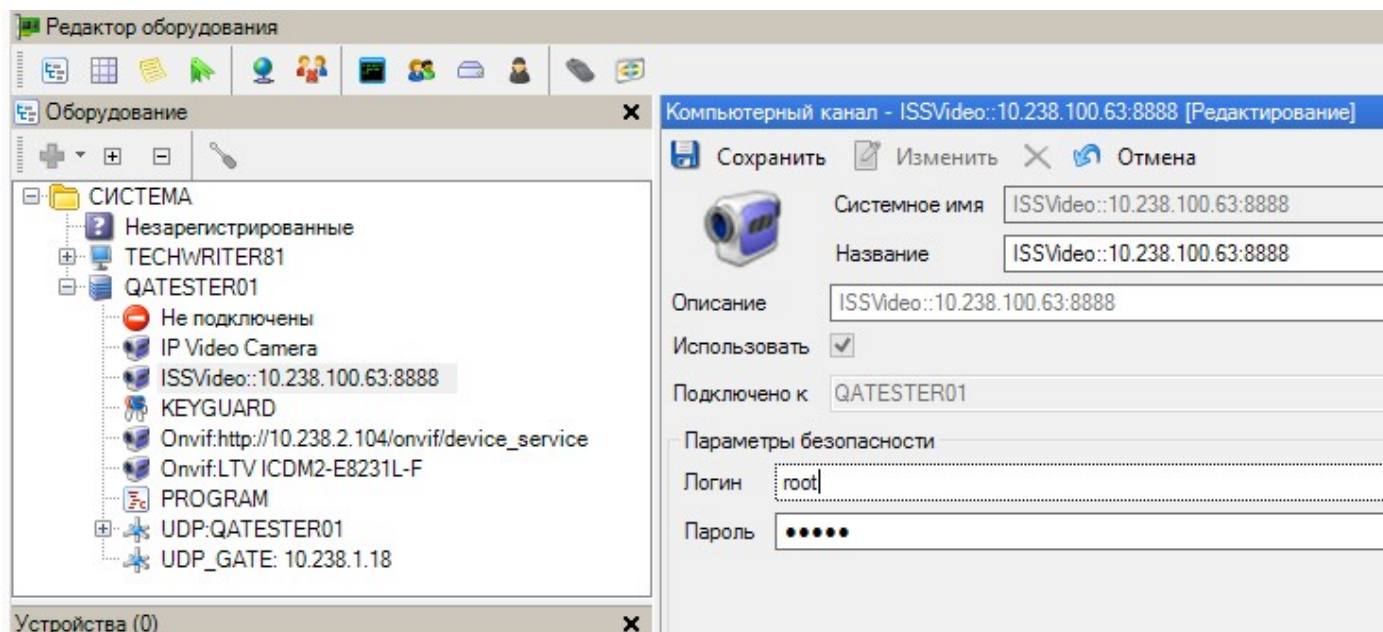 Редактор оборудования
Оборудование
СИСТЕМА
Незарегистрированные
TECHWRITER81
QATESTER01
Не подключены
IP Video Camera
ISSVideo::10.238.100.63:8888
KEYGUARD
Onvif:http://10.238.2.104/onvif/device_service
Onvif:LTV ICDM2-E8231L-F
PROGRAM
UDP:QATESTER01
UDP_GATE: 10.238.1.18
Устройства (0)
Компьютерный канал - ISSVideo::10.238.100.63:8888 [Редактирование]
Сохранить Изменить Отмена
Системное имя ISSVideo::10.238.100.63:8888
Название ISSVideo::10.238.100.63:8888
Описание ISSVideo::10.238.100.63:8888
Использовать
Подключено к QATESTER01
Параметры безопасности
Логин root
Пароль •••••